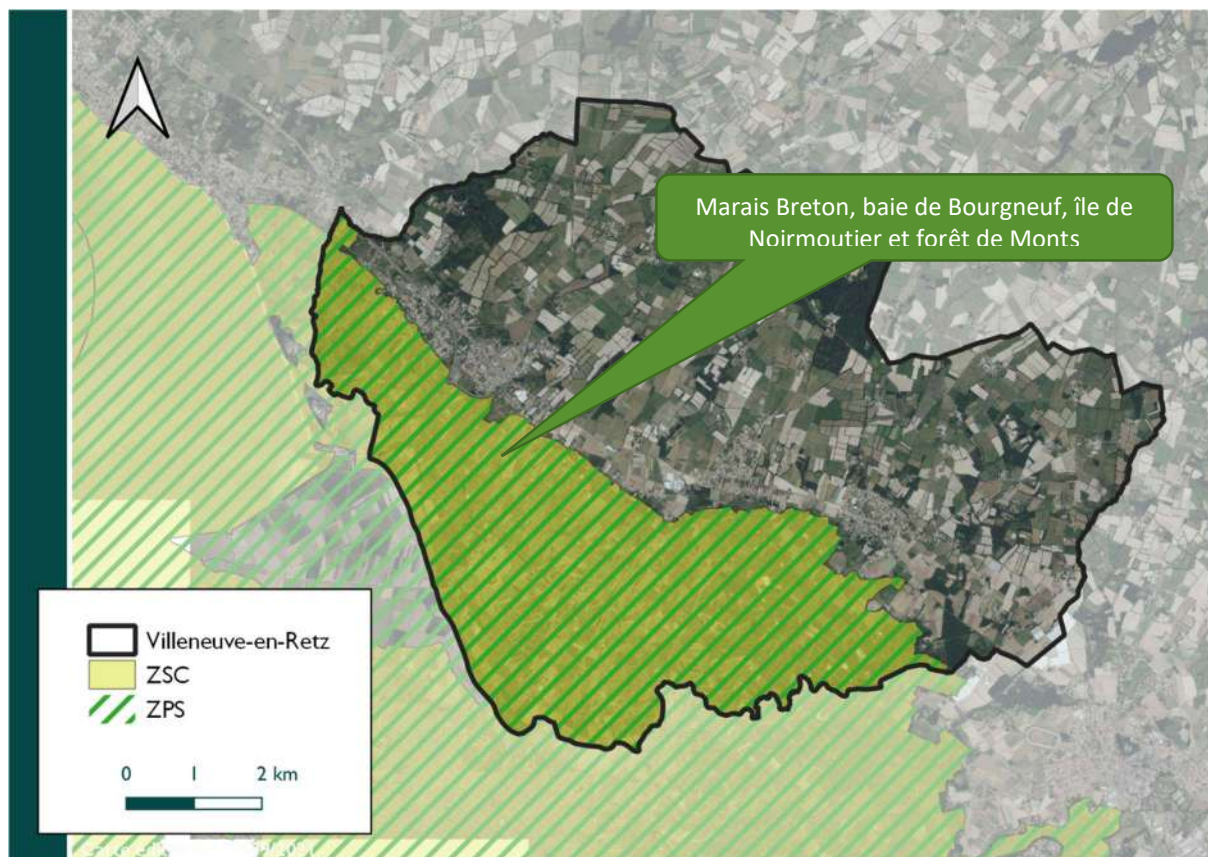 Marais Breton, baie de Bourgneuf, île de
Noirmoutier et forêt de Monts
Villeneuve-en-Retz
ZSC
ZPS
0 1 2 km